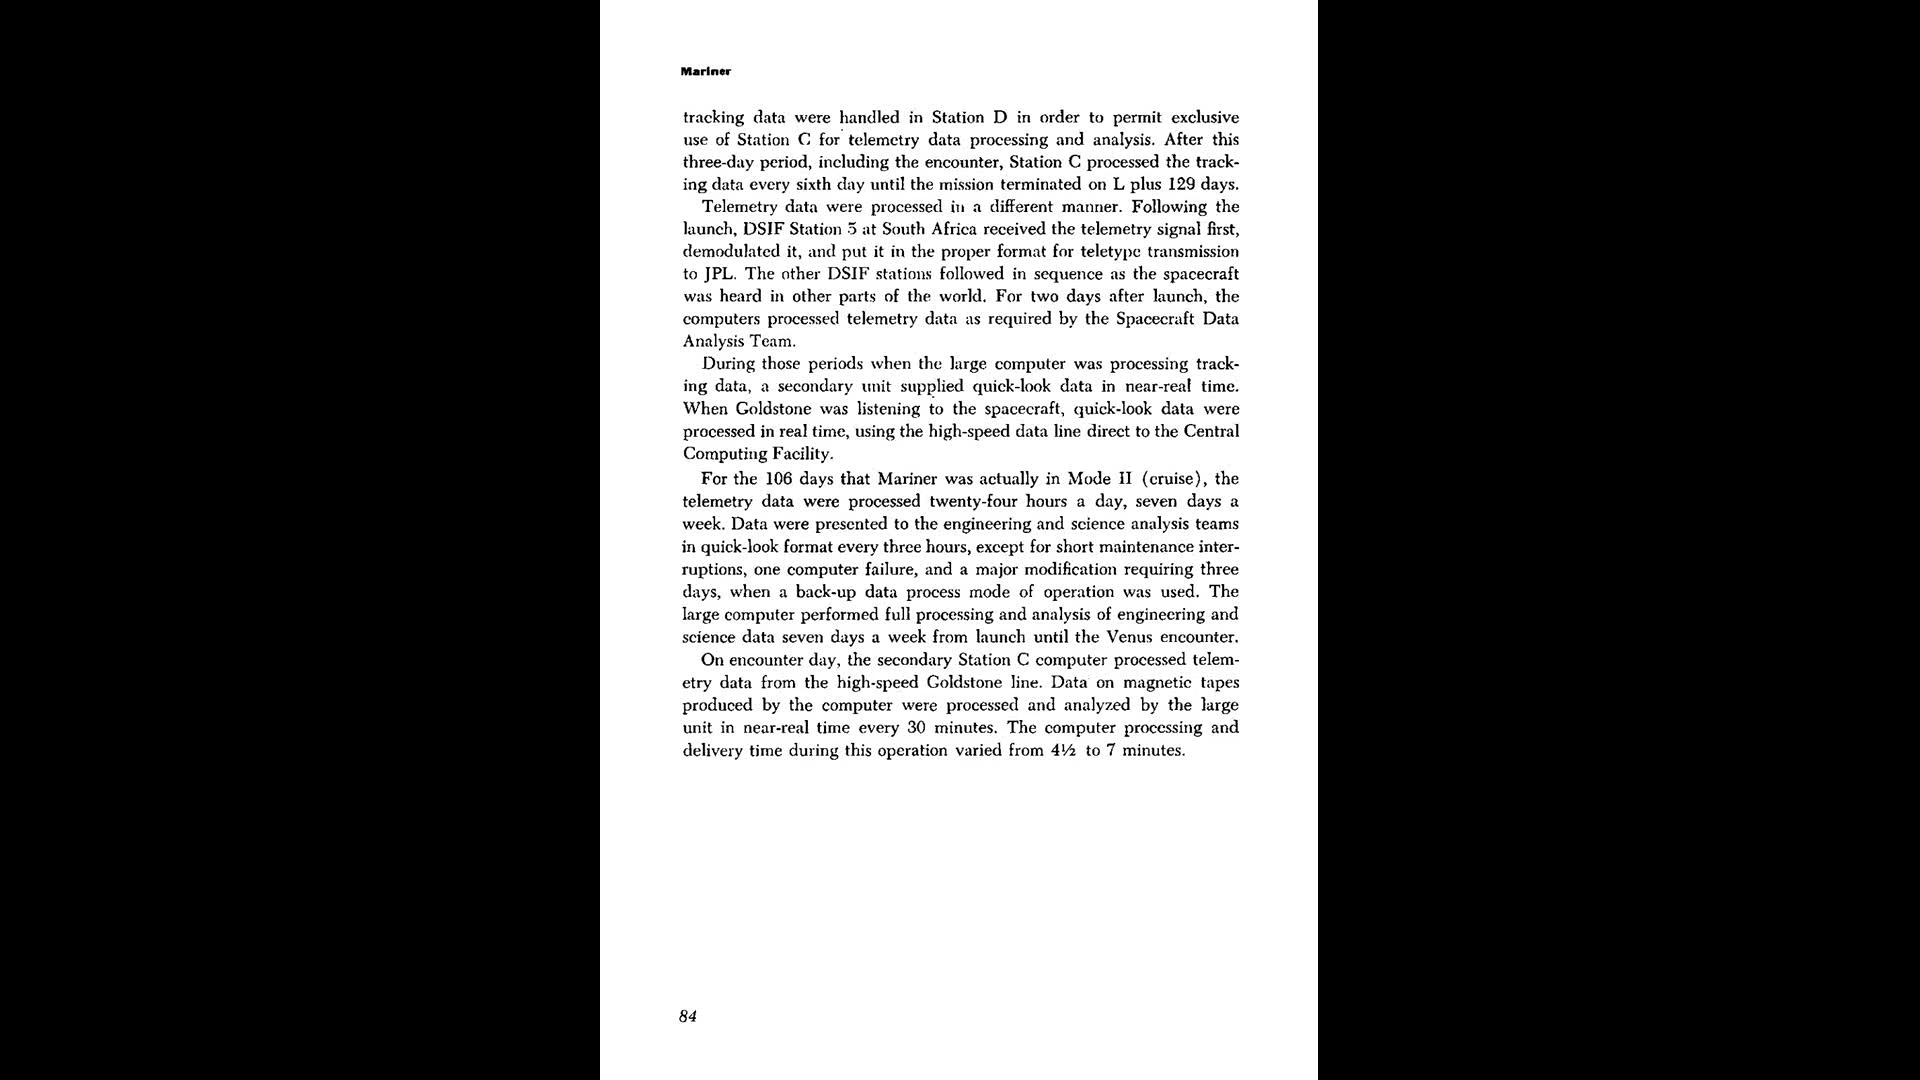 Mariner
tracking data were handled in Station D in order to permit exclusive
use of Station C for telemetry data processing and analysis. After this
three-day period, including the encounter, Station C processed the track-
ing data every sixth day until the mission terminated on L plus 129 days.
Telemetry data were processed in a different manner. Following the
launch, DSIF Station 5 at South Africa received the telemetry signal first,
demodulated it, and put it in the proper format for teletype transmission
to JPL. The other DSIF stations followed in sequence as the spacecraft
was heard in other parts of the world. For two days after launch, the
computers processed telemetry data as required by the Spacecraft Data
Analysis Team.
During those periods when the large computer was processing track-
ing data, a secondary unit supplied quick-look data in near-real time.
When Goldstone was listening to the spacecraft, quick-look data were
processed in real time, using the high-speed data line direct to the Central
Computing Facility.
For the 106 days that Mariner was actually in Mode II (cruise), the
telemetry data were processed twenty-four hours a day, seven days a
week. Data were presented to the engineering and science analysis teams
in quick-look format every three hours, except for short maintenance inter-
ruptions, one computer failure, and a major modification requiring three
days, when a back-up data process mode of operation was used. The
large computer performed full processing and analysis of engineering and
science data seven days a week from launch until the Venus encounter.
On encounter day, the secondary Station C computer processed telem-
etry data from the high-speed Goldstone line. Data on magnetic tapes
produced by the computer were processed and analyzed by the large
unit in near-real time every 30 minutes. The computer processing and
delivery time during this operation varied from 4½ to 7 minutes.
84